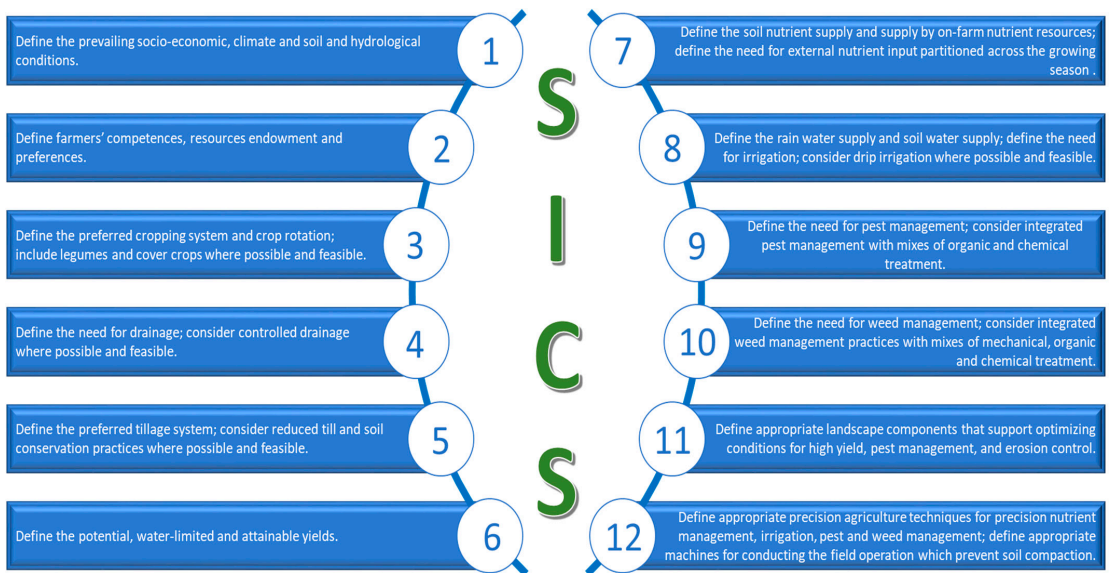 1
Define the prevailing socio-economic, climate and soil and hydrological
conditions.
2
Define farmers’ competences, resources endowment and
preferences.
3
Define the preferred cropping system and crop rotation;
include legumes and cover crops where possible and feasible.
4
Define the need for drainage; consider controlled drainage
where possible and feasible.
5
Define the preferred tillage system; consider reduced till and soil
conservation practices where possible and feasible.
6
Define the potential, water-limited and attainable yields.
S
I
C
S
7
Define the soil nutrient supply and supply by on-farm nutrient resources;
define the need for external nutrient input partitioned across the growing
season .
8
Define the rain water supply and soil water supply; define the need
for irrigation; consider drip irrigation where possible and feasible.
9
Define the need for pest management; consider integrated
pest management with mixes of organic and chemical
treatment.
10
Define the need for weed management; consider integrated
weed management practices with mixes of mechanical, organic
and chemical treatment.
11
Define appropriate landscape components that support optimizing
conditions for high yield, pest management, and erosion control.
12
Define appropriate precision agriculture techniques for precision nutrient
management, irrigation, pest and weed management; define appropriate
machines for conducting the field operation which prevent soil compaction.